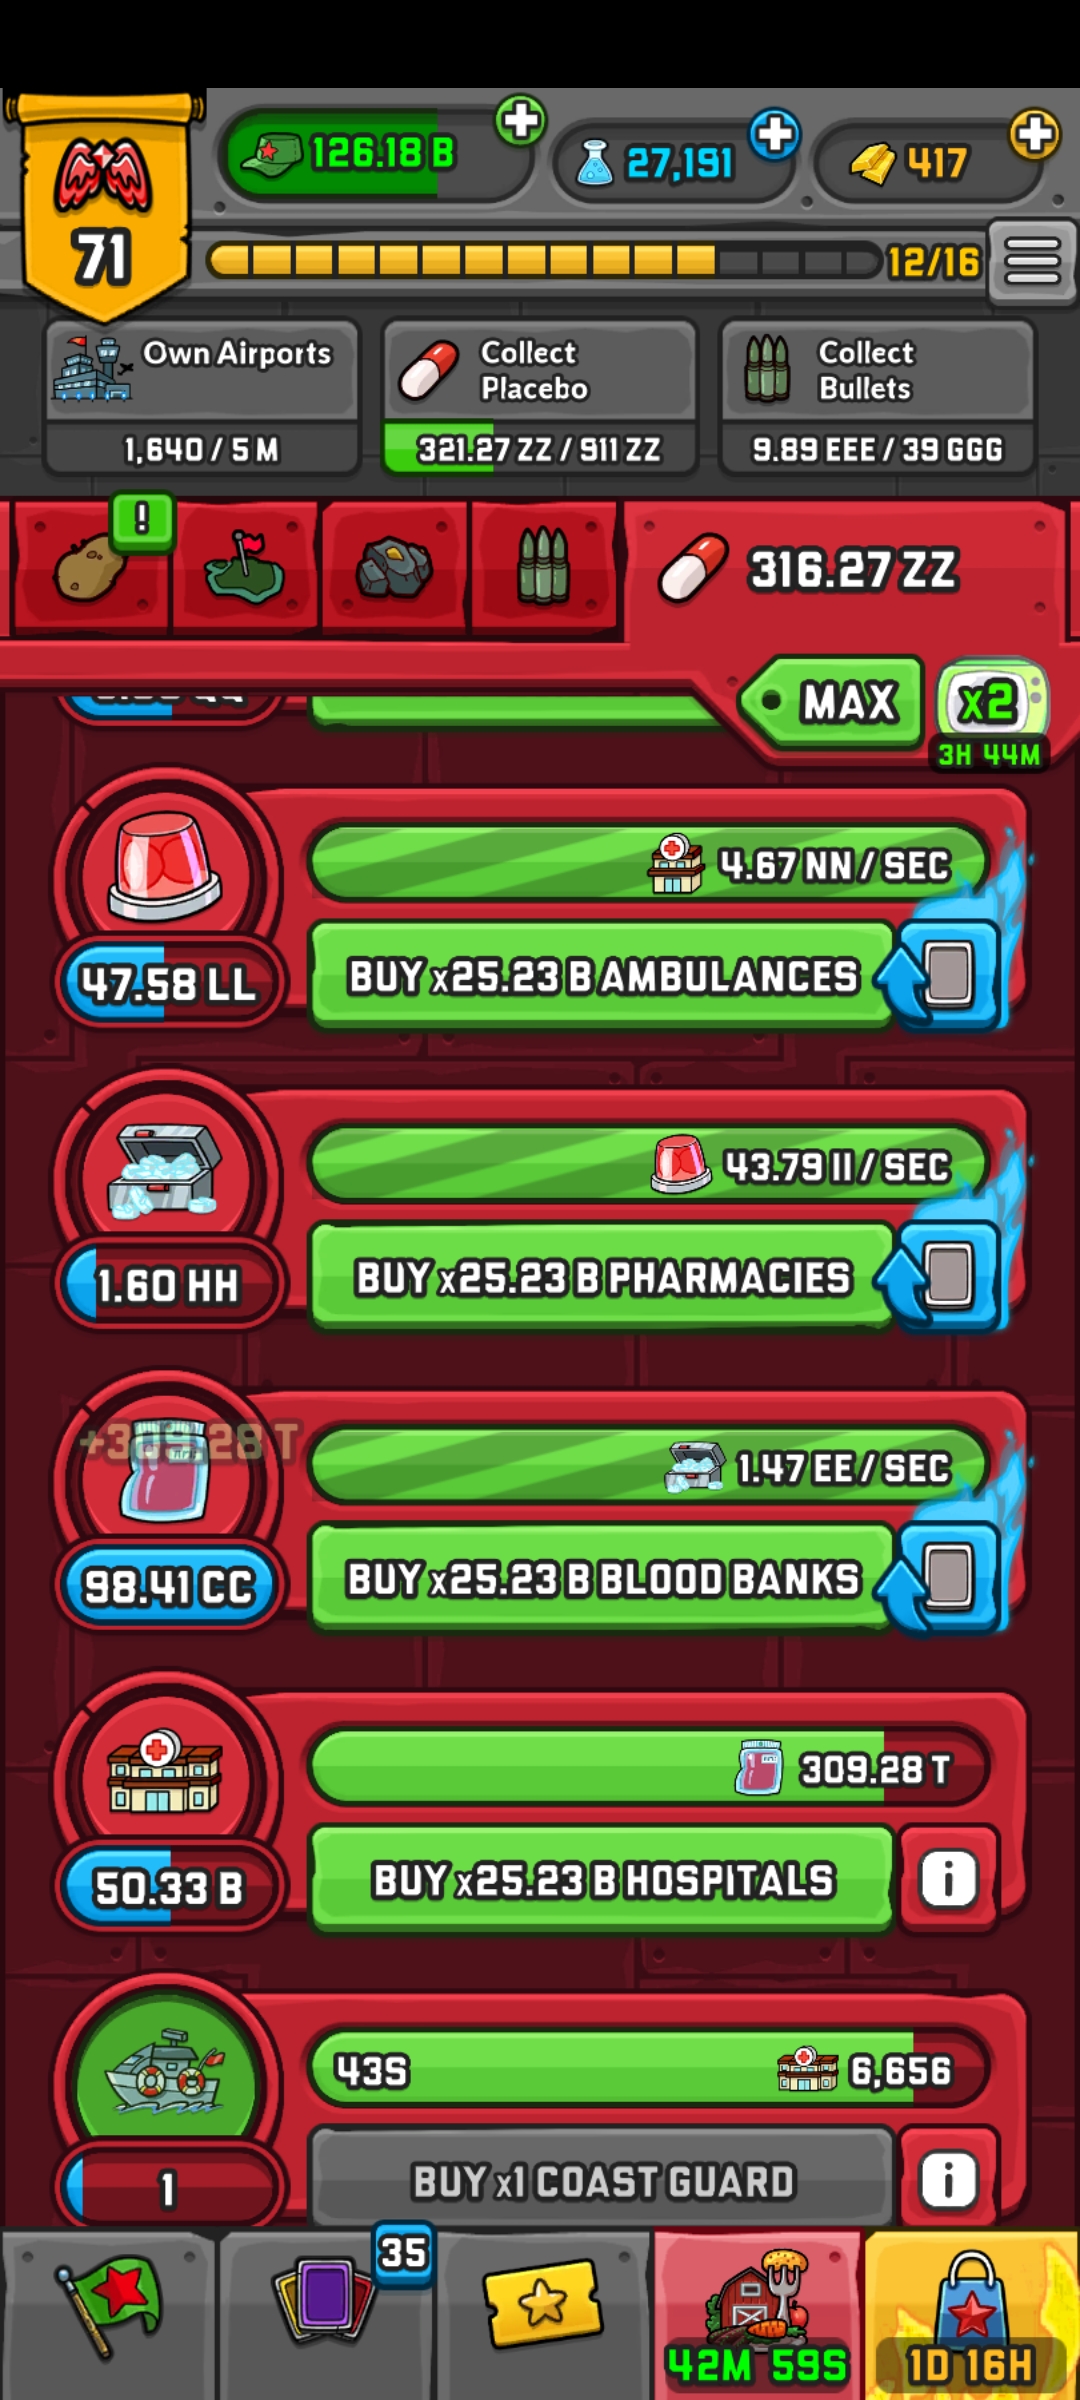 126.18 B
27,191
417
71
12/16
Own Airports
1,640 / 5 M
Collect
Placebo
321.27 ZZ / 911 ZZ
Collect
Bullets
9.89 EEE / 39 GGG
!
316.27 ZZ
MAX
x2
3H 44M
4.67 NN / SEC
47.58 LL
BUY x25.23 B AMBULANCES
43.79 II / SEC
1.60 HH
BUY x25.23 B PHARMACIES
+309.28 T
1.47 EE / SEC
98.41 CC
BUY x25.23 B BLOOD BANKS
309.28 T
50.33 B
BUY x25.23 B HOSPITALS
i
43S
6,656
1
BUY x1 COAST GUARD
i
35
42M 59S
1D 16H